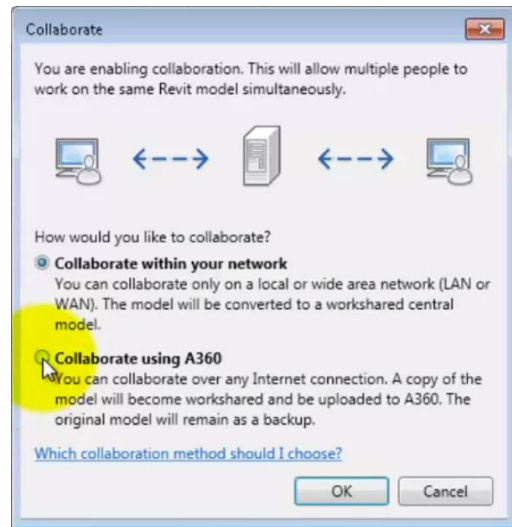 Collaborate
You are enabling collaboration. This will allow multiple people to
work on the same Revit model simultaneously.
How would you like to collaborate?
Collaborate within your network
You can collaborate only on a local or wide area network (LAN or
WAN). The model will be converted to a workshared central
model.
Collaborate using A360
You can collaborate over any Internet connection. A copy of the
model will become workshared and be uploaded to A360. The
original model will remain as a backup.
Which collaboration method should I choose?
OK Cancel